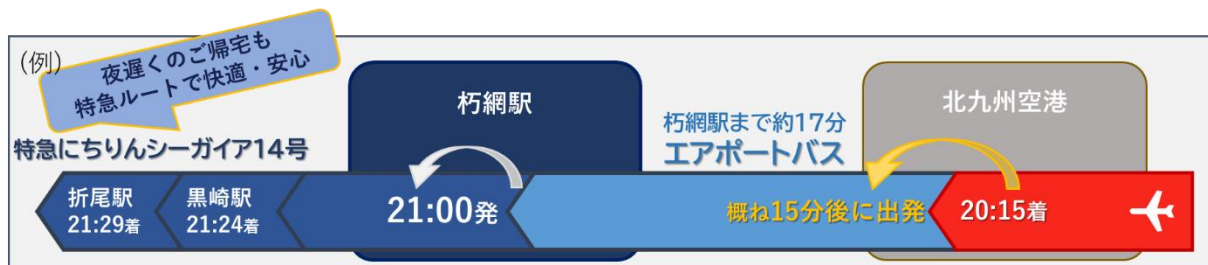 (例)
夜遅くのご帰宅も
特急ルートで快適・安心
特急にちりんシーガイア14号
朽網駅
朽網駅まで約17分
エアポートバス
北九州空港
折尾駅
21:29着
黒崎駅
21:24着
21:00発
概ね15分後に出発
20:15着